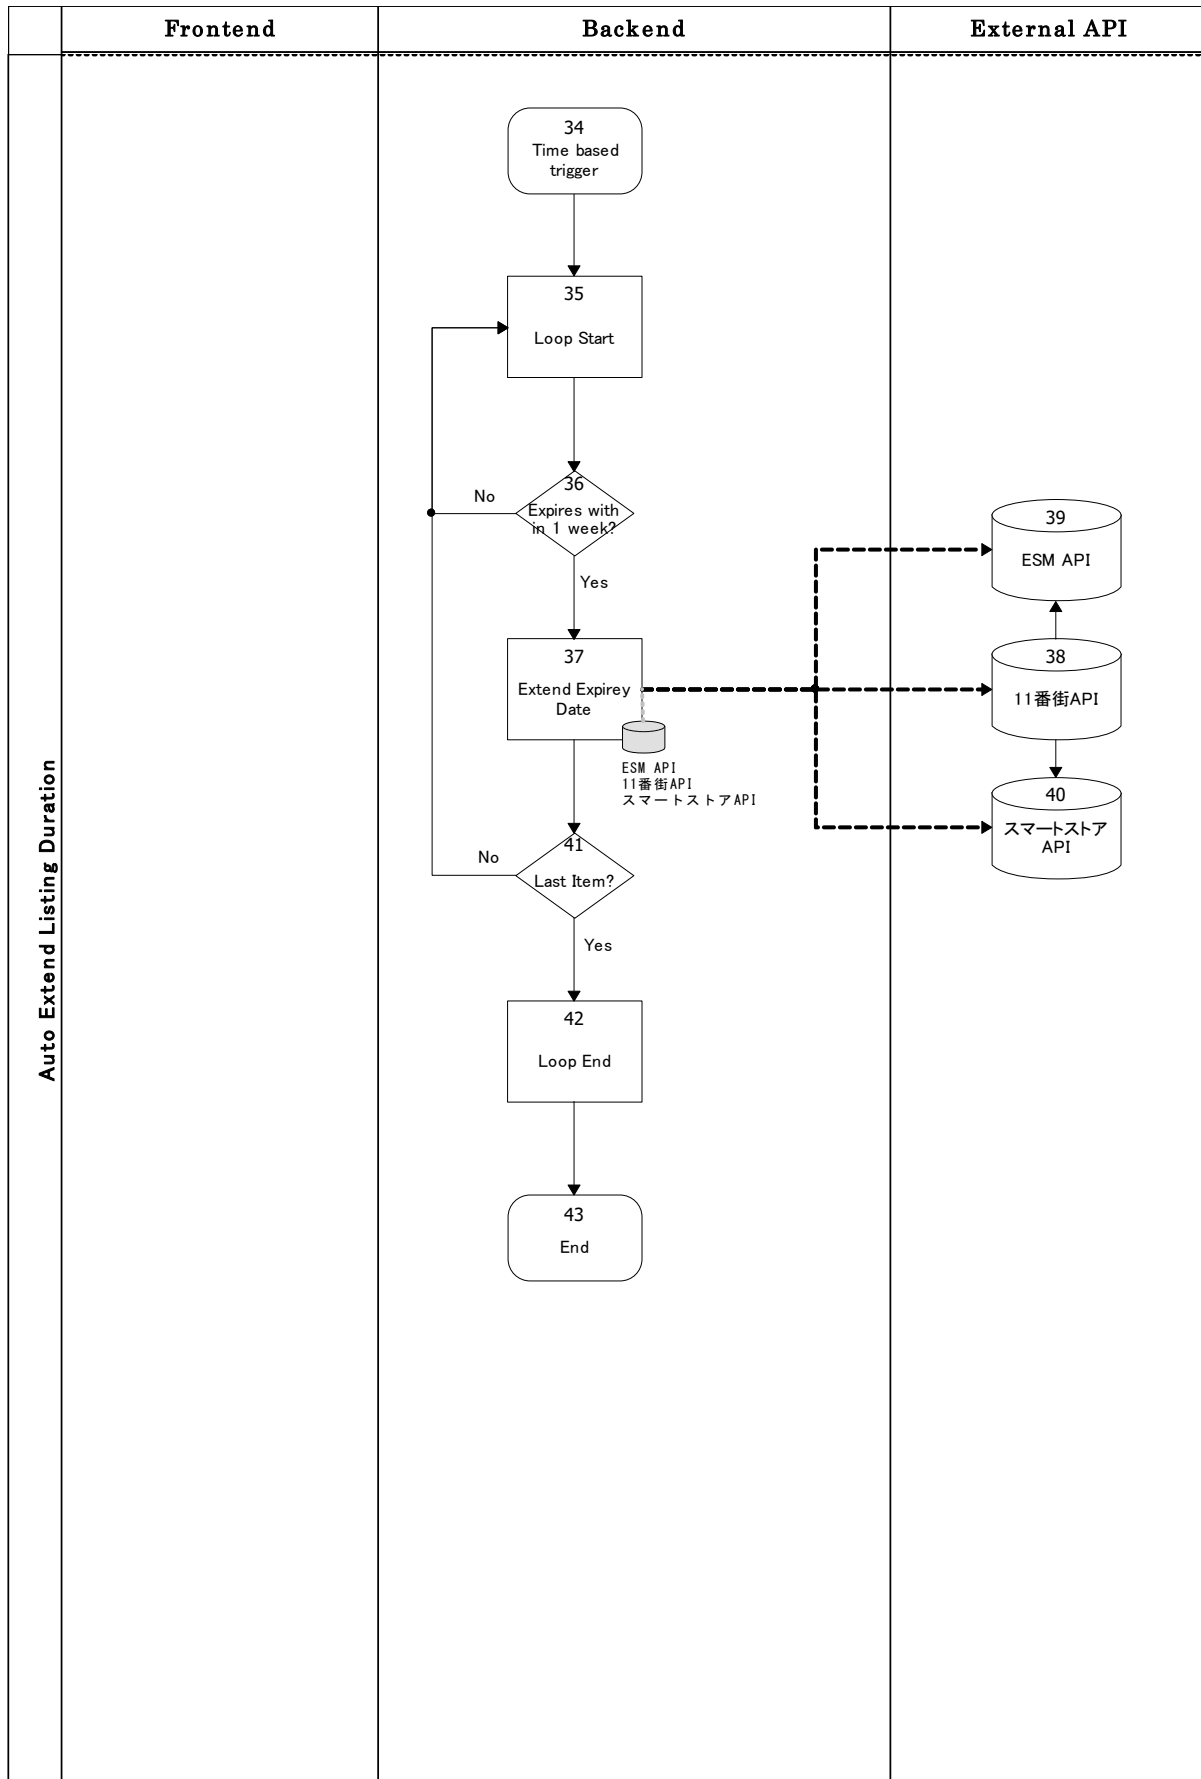 Frontend
Backend
External API
Auto Extend Listing Duration
34
Time based
trigger
35
Loop Start
36
Expires with
in 1 week?
No
Yes
37
Extend Expirey
Date
ESM API
11番街API
スマートストアAPI
39
ESM API
38
11番街API
40
スマートストア
API
41
Last Item?
No
Yes
42
Loop End
43
End